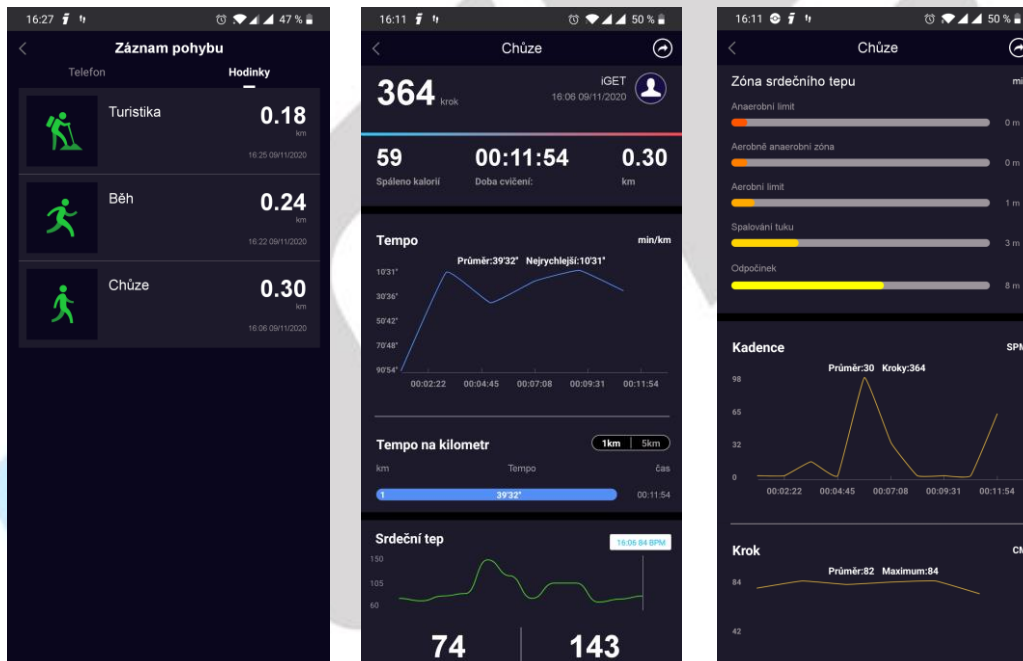 16:27
47 %
Záznam pohybu
Telefon
Hodinky
Turistika
0.18
km
16:25 09/11/2020
Běh
0.24
km
16:22 09/11/2020
Chůze
0.30
km
16:06 09/11/2020
16:11
50 %
Chůze
364 krok
iGET
16:06 09/11/2020
59
00:11:54
0.30
Spáleno kalorií
Doba cvičení:
km
Tempo
min/km
Průměr:39'32" Nejrychlejší:10'31"
10'31"
30'36"
50'42"
70'48"
90'54"
00:02:22 00:04:45 00:07:08 00:09:31 00:11:54
Tempo na kilometr
1km
5km
km
Tempo
čas
1
39'32"
00:11:54
Srdeční tep
16:06 84 BPM
150
105
60
74
143
16:11
50 %
Chůze
Zóna srdečního tepu
Anaerobní limit
0 m
Aerobně anaerobní zóna
0 m
Aerobní limit
1 m
Spalování tuku
3 m
Odpočinek
8 m
Kadence
SPM
Průměr:30 Kroky:364
98
65
32
0
00:02:22 00:04:45 00:07:08 00:09:31 00:11:54
Krok
Průměr:82 Maximum:84
84
42